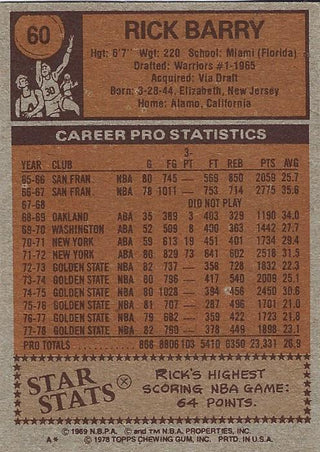 60
RICK BARRY
Hgt: 6'7" Wgt: 220 School: Miami (Florida)
Drafted: Warriors #1-1965
Acquired: Via Draft
Born: 3-28-44, Elizabeth, New Jersey
Home: Alamo, California
CAREER PRO STATISTICS
3-
YEAR CLUB G FG PT FT REB PTS AVE
65-66 SAN FRAN. NBA 80 745 — 569 850 2059 25.7
66-67 SAN FRAN. NBA 78 1011 — 753 714 2775 35.6
67-68 DID NOT PLAY
68-69 OAKLAND ABA 35 389 3 403 329 1190 34.0
69-70 WASHINGTON ABA 52 509 8 400 363 1442 27.7
70-71 NEW YORK ABA 59 613 19 451 401 1734 29.4
71-72 NEW YORK ABA 80 902 73 641 602 2518 31.5
72-73 GOLDEN STATE NBA 82 737 — 358 728 1832 22.3
73-74 GOLDEN STATE NBA 80 796 — 417 540 2009 25.1
74-75 GOLDEN STATE NBA 80 1028 — 394 456 2450 30.6
75-76 GOLDEN STATE NBA 81 707 — 287 496 1701 21.0
76-77 GOLDEN STATE NBA 79 682 — 359 422 1723 21.8
77-78 GOLDEN STATE NBA 82 760 — 378 449 1898 23.1
PRO TOTALS 868 23,331 26.9
STAR
STATS
RICK'S HIGHEST
SCORING NBA GAME:
64 POINTS.
© 1969 N.B.P.A. © and TM N.B.A. PROPERTIES, INC.
A* © 1978 TOPPS CHEWING GUM, INC. PRTD. IN U.S.A.